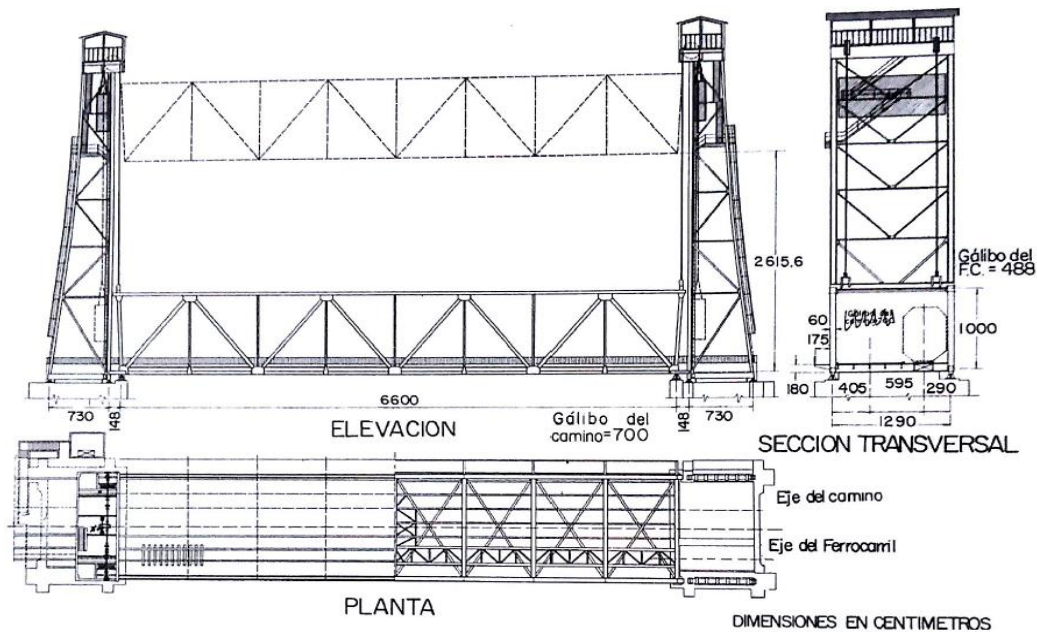 2615,6
Gálibo del
F.C. = 488
60
175
1000
180
405
595
290
1290
730
148
6600
148
730
ELEVACION
Gálibo del
camino=700
SECCION TRANSVERSAL
Eje del camino
Eje del Ferrocarril
PLANTA
DIMENSIONES EN CENTIMETROS